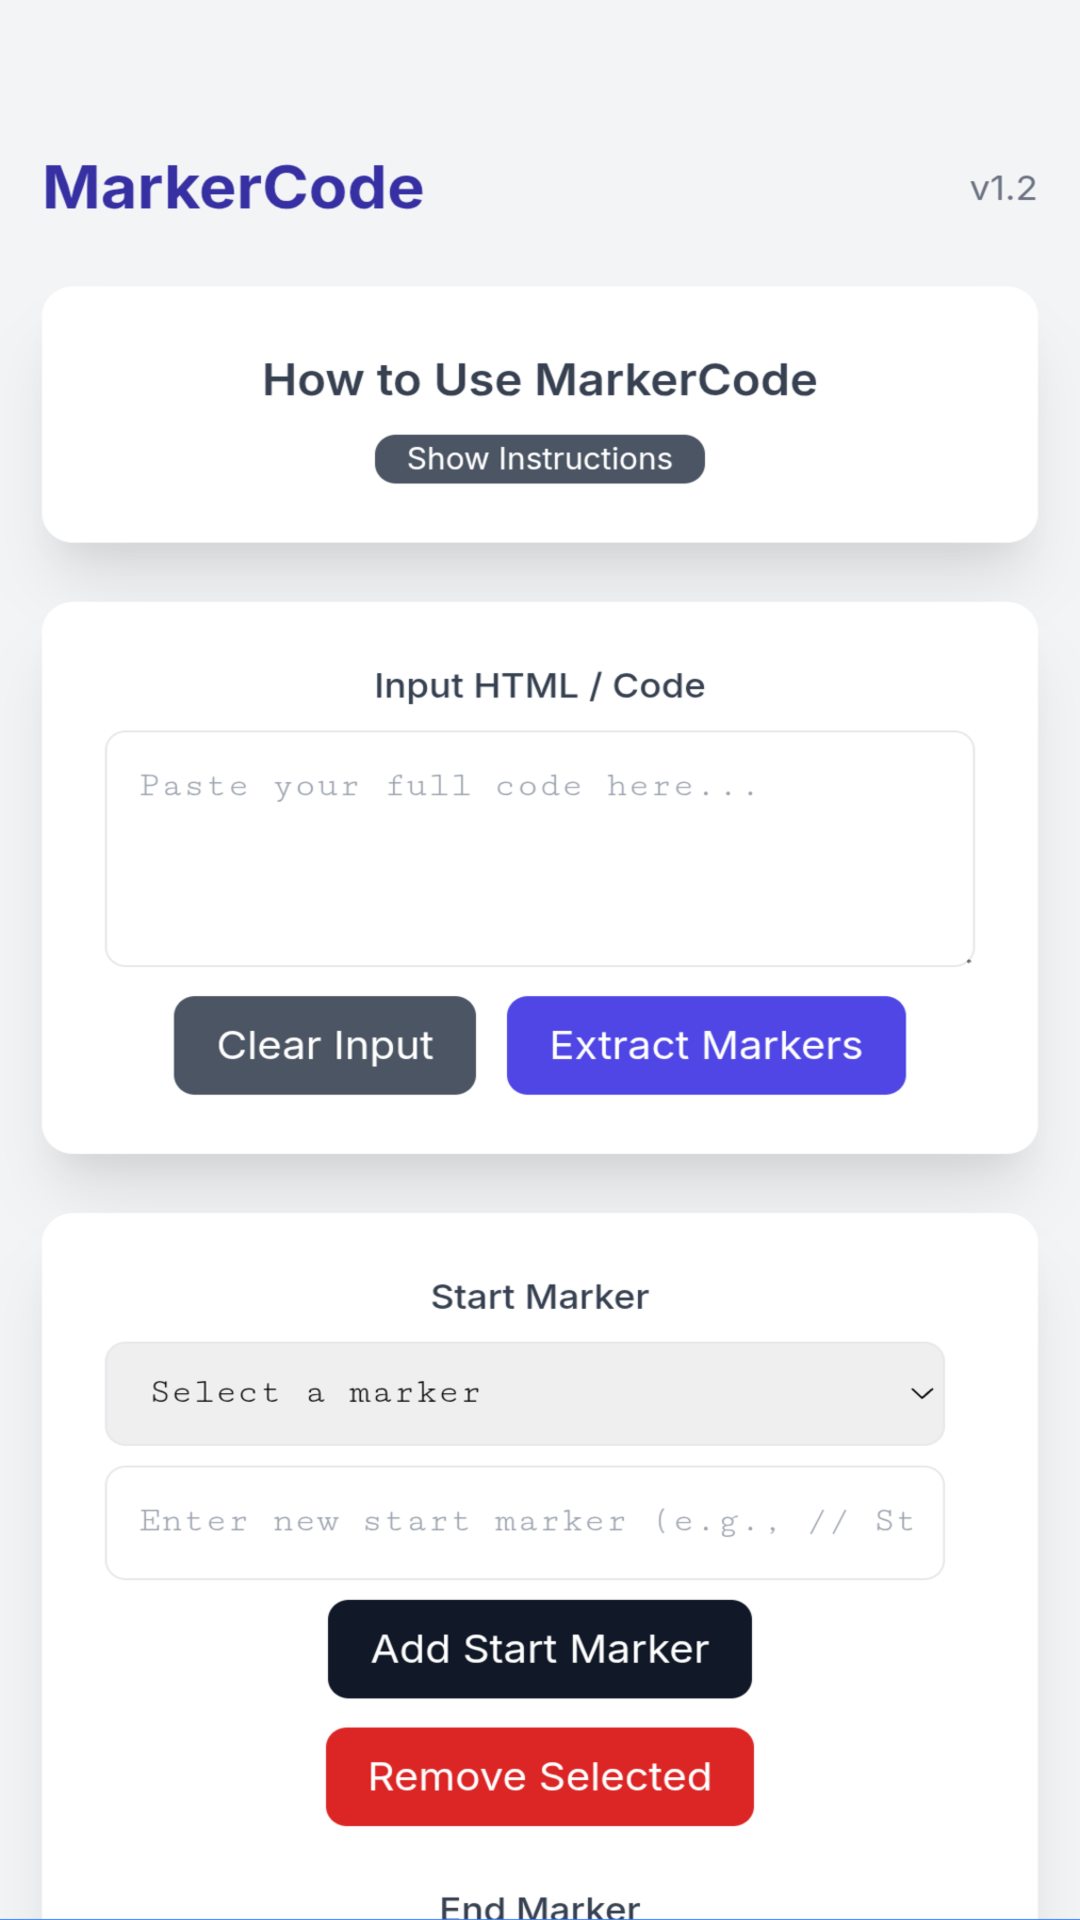 MarkerCode
v1.2
How to Use MarkerCode
Show Instructions
Input HTML / Code
Paste your full code here...
Clear Input
Extract Markers
Start Marker
Select a marker
Enter new start marker (e.g., // St
Add Start Marker
Remove Selected
End Marker